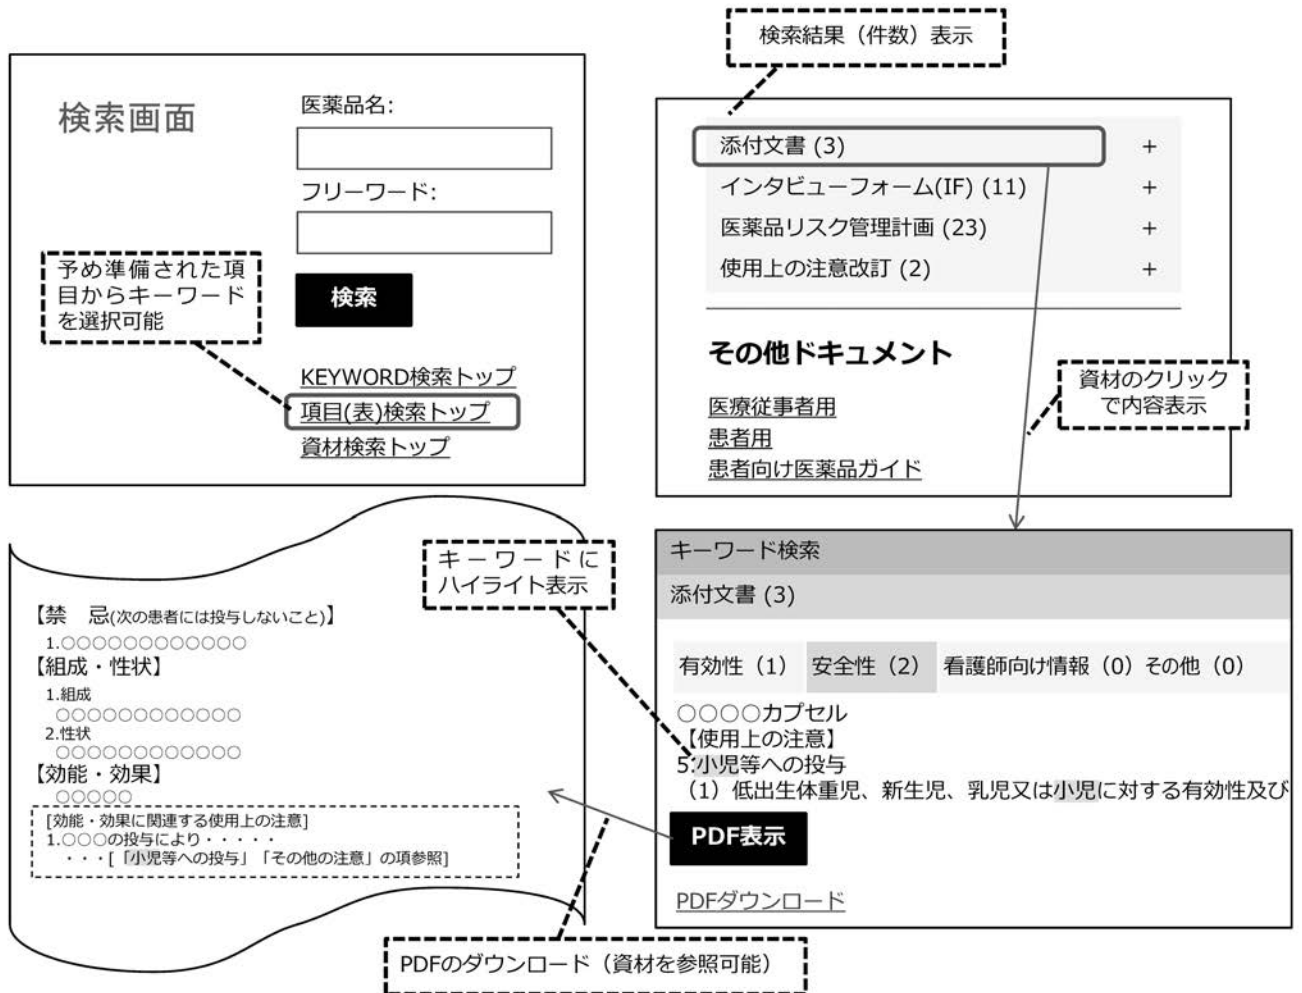 検索結果（件数）表示
検索画面
医薬品名:
フリーワード:
予め準備された項
目からキーワード
を選択可能
検索
KEYWORD検索トップ
項目(表)検索トップ
資材検索トップ
添付文書 (3) +
インタビューフォーム(IF) (11) +
医薬品リスク管理計画 (23) +
使用上の注意改訂 (2) +
その他ドキュメント
医療従事者用
患者用
患者向け医薬品ガイド
資材のクリック
で内容表示
キーワードに
ハイライト表示
【禁　忌(次の患者には投与しないこと)】
1.○○○○○○○○○○○○
【組成・性状】
1.組成
○○○○○○○○○○○○
2.性状
○○○○○○○○○○○○
【効能・効果】
○○○○○
[効能・効果に関連する使用上の注意]
1.○○○の投与により・・・・・
・・・[「小児等への投与」「その他の注意」の項参照]
キーワード検索
添付文書 (3)
有効性（1） 安全性（2） 看護師向け情報（0）その他（0）
○○○○カプセル
【使用上の注意】
5.小児等への投与
（1）低出生体重児、新生児、乳児又は小児に対する有効性及び
PDF表示
PDFダウンロード
PDFのダウンロード（資材を参照可能）